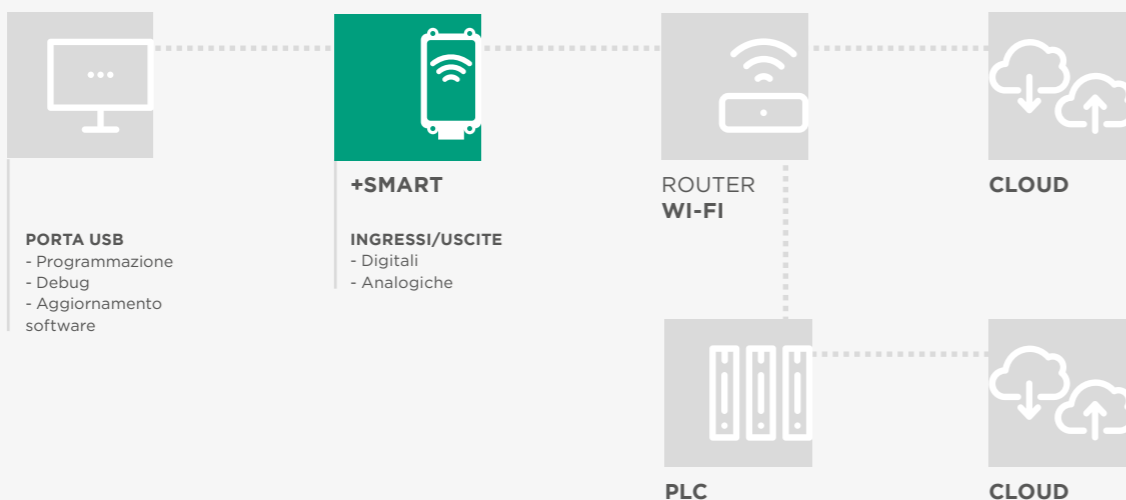 +SMART
ROUTER
WI-FI
CLOUD
PORTA USB
- Programmazione
- Debug
- Aggiornamento
software
INGRESSI/USCITE
- Digitali
- Analogiche
PLC
CLOUD